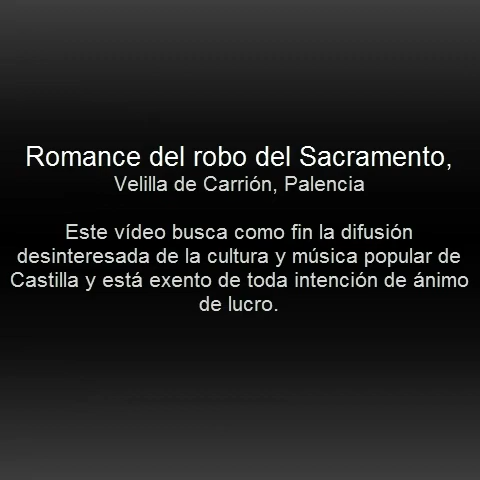 Romance del robo del Sacramento,
Velilla de Carrión, Palencia
Este vídeo busca como fin la difusión
desinteresada de la cultura y música popular de
Castilla y está exento de toda intención de ánimo
de lucro.